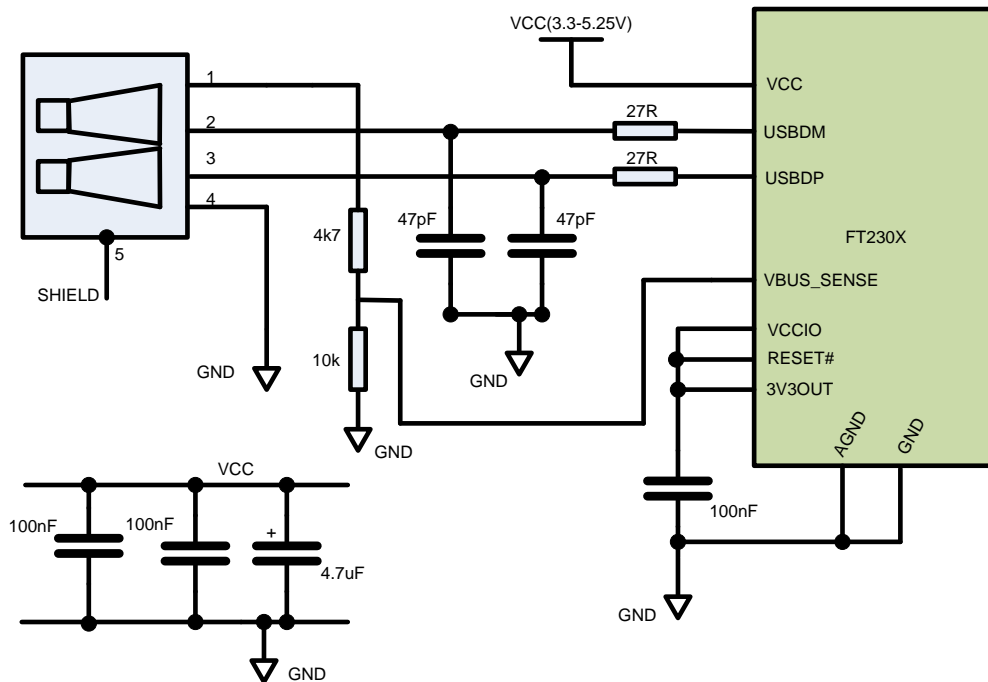 VCC(3.3-5.25V)
1
VCC
27R
2
USBDM
3
27R
USBDP
4
47pF
47pF
4k7
FT230X
5
VBUS_SENSE
SHIELD
VCCIO
10k
RESET#
GND
GND
3V3OUT
GND
AGND
GND
VCC
100nF
100nF
+
100nF
4.7uF
GND
GND